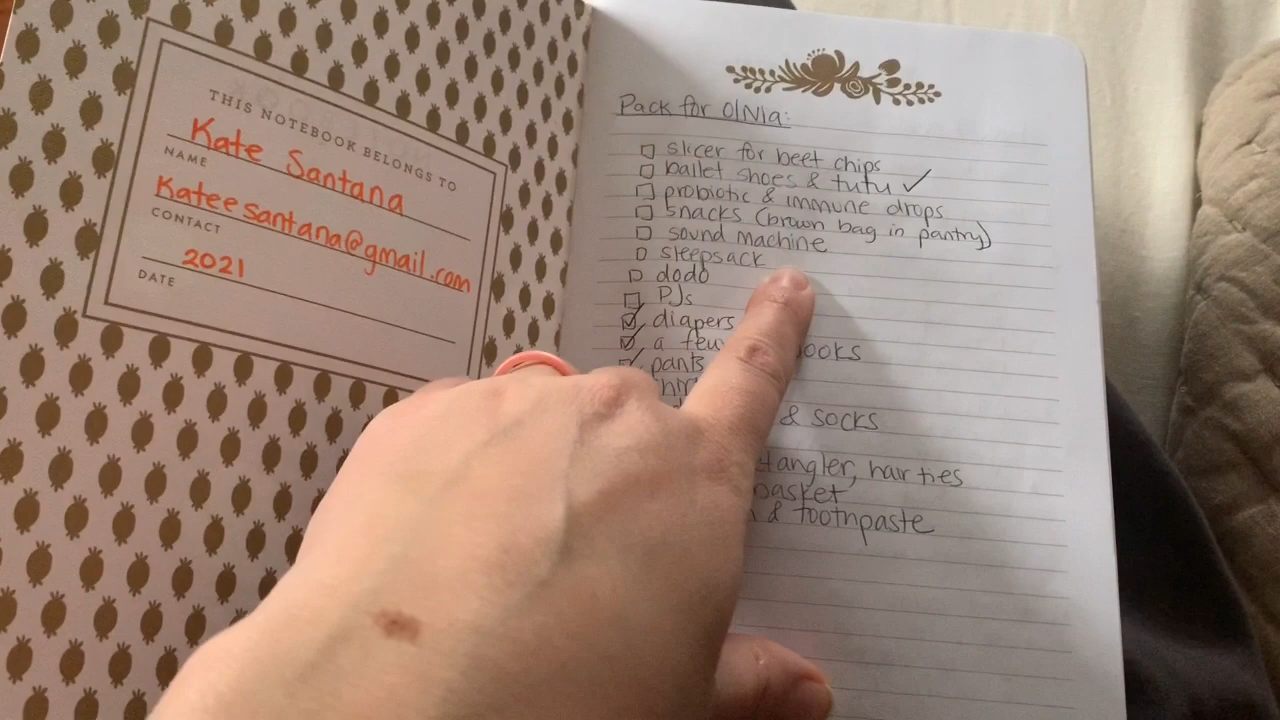 THIS NOTEBOOK BELONGS TO
Kate Santana
NAME
Kateesantana@gmail.com
CONTACT
2021
DATE
Pack for Olivia:
slicer for beet chips
ballet shoes & tutu ✓
probiotic & immune drops
snacks (brown bag in pantry)
sound machine
sleepsack
dodo
PJs
diapers
a few books
pants
& socks
hair ties
basket
& toothpaste